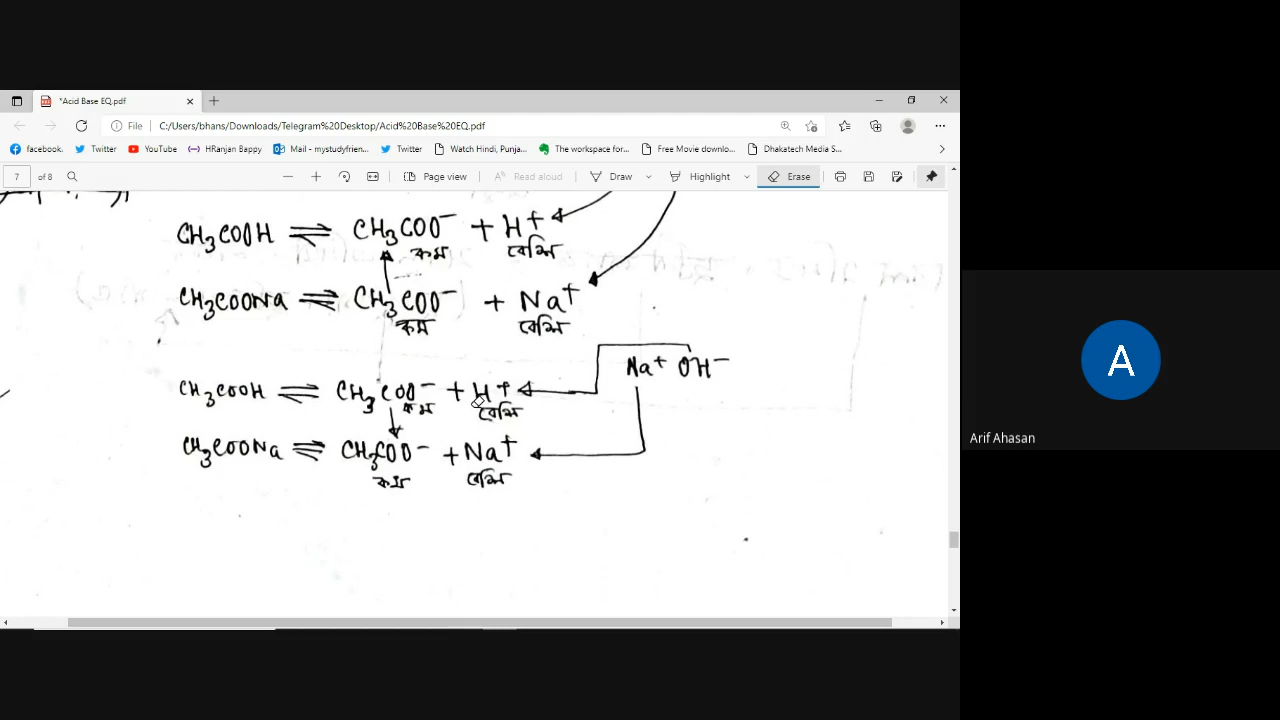 *Acid Base EQ.pdf
File C:/Users/bhans/Downloads/Telegram%20Desktop/Acid%20Base%20EQ.pdf
facebook. Twitter YouTube HRanjan Bappy Mail - mystudyfrien... Twitter Watch Hindi, Punja... The workspace for... Free Movie downlo... Dhakatech Media S...
7 of 8 Page view Read aloud Draw Highlight Erase
CH₃COOH ⇌ CH₃COO⁻ + H⁺
কম বেশি
CH₃COONa ⇌ CH₃COO⁻ + Na⁺
কম বেশি
Na⁺ OH⁻
CH₃COOH ⇌ CH₃COO⁻ + H⁺
কম বেশি
CH₃COONa ⇌ CH₃COO⁻ + Na⁺
কম বেশি
A
Arif Ahasan